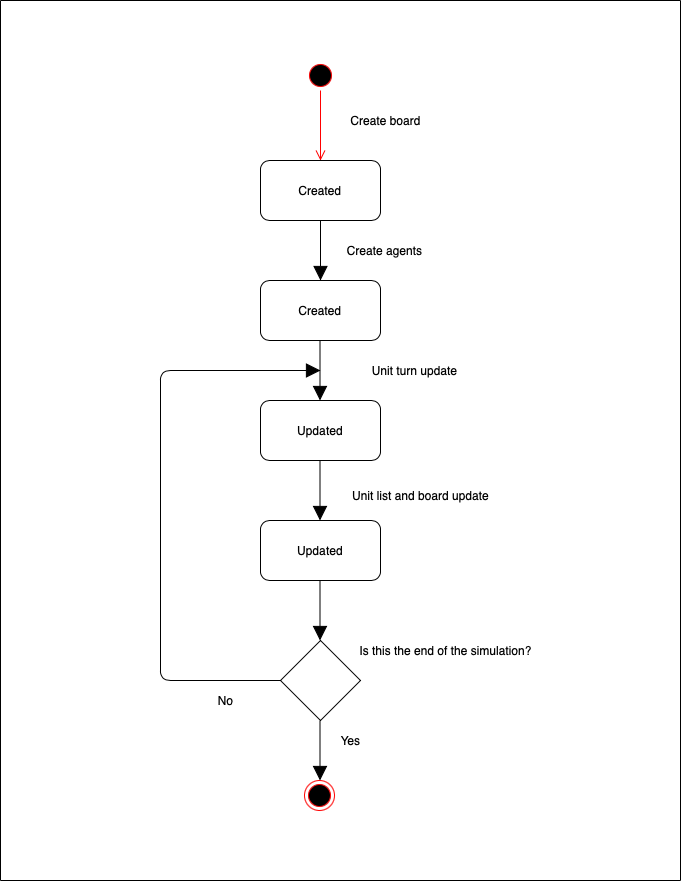 Create board
Created
Create agents
Created
Unit turn update
Updated
Unit list and board update
Updated
Is this the end of the simulation?
No
Yes